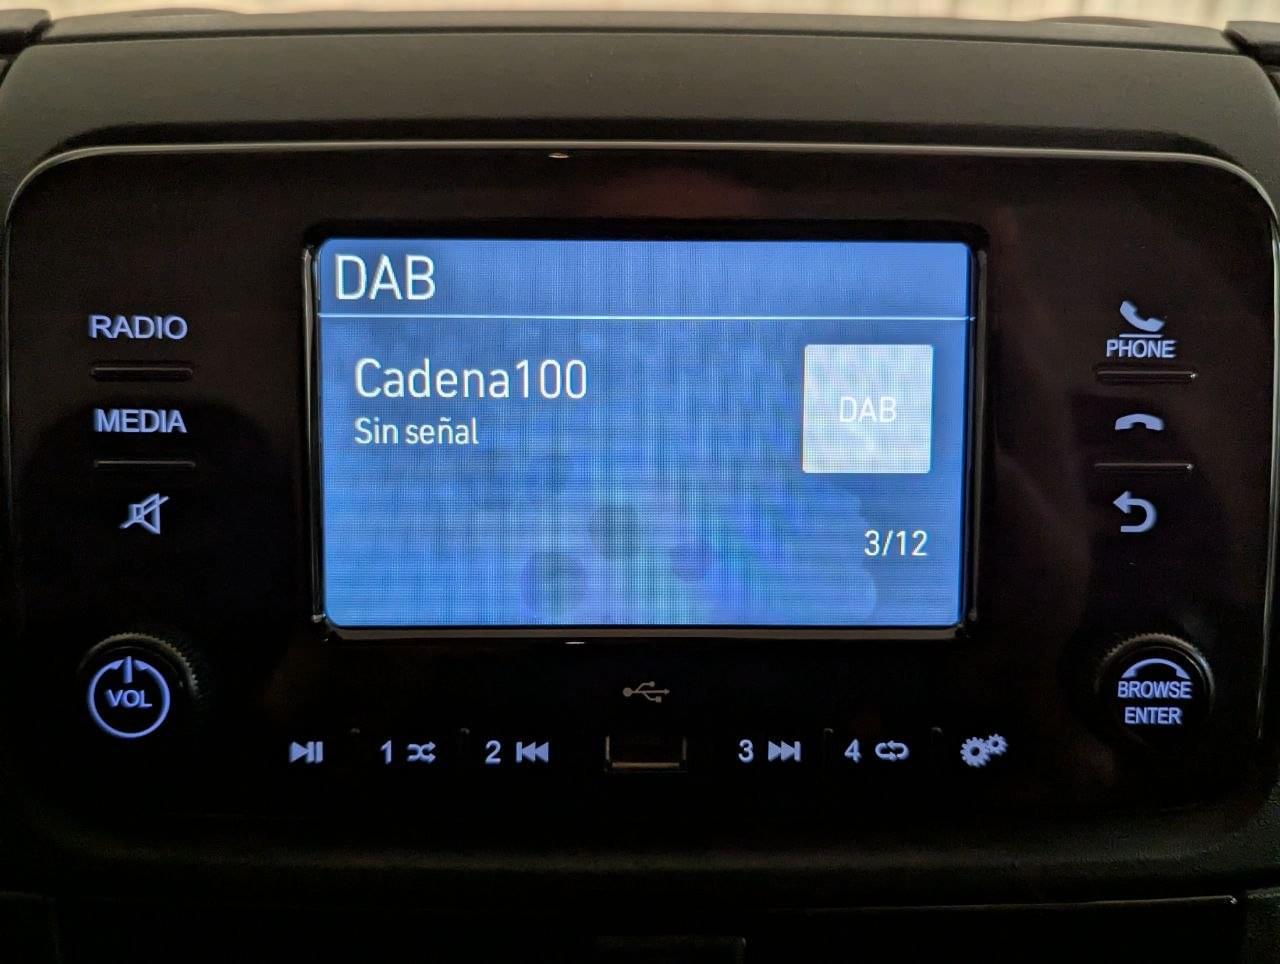 DAB
Cadena100
Sin señal
DAB
3/12
RADIO
MEDIA
VOL
PHONE
BROWSE
ENTER
1
2
3
4